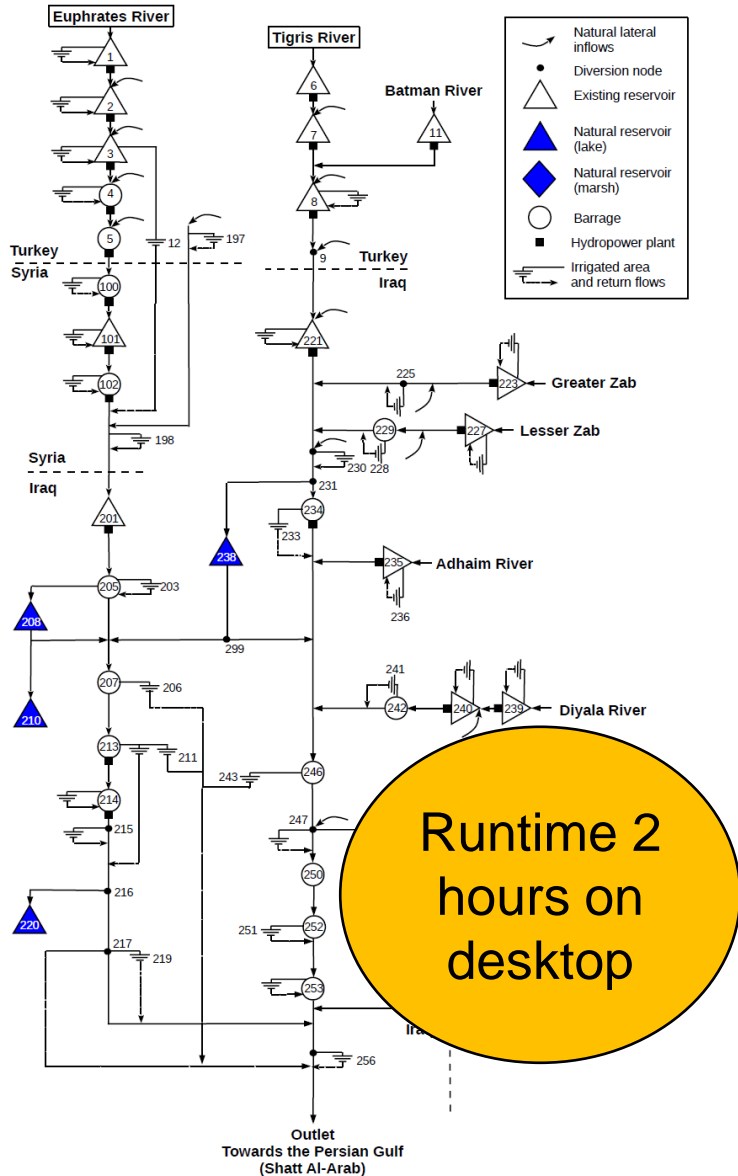 Euphrates River
Tigris River
Batman River
1
2
3
4
5
12
197
Turkey
Syria
100
101
102
198
Syria
Iraq
201
205
203
208
210
207
206
213
211
214
215
216
220
217
219
6
7
11
8
9
Turkey
Iraq
221
225
223
Greater Zab
229
228
227
Lesser Zab
230
231
234
233
238
235
Adhaim River
236
299
241
242
240
239
Diyala River
243
246
247
250
251
252
253
256
Natural lateral
inflows
Diversion node
Existing reservoir
Natural reservoir
(lake)
Natural reservoir
(marsh)
Barrage
Hydropower plant
Irrigated area
and return flows
Runtime 2
hours on
desktop
Outlet
Towards the Persian Gulf
(Shatt Al-Arab)